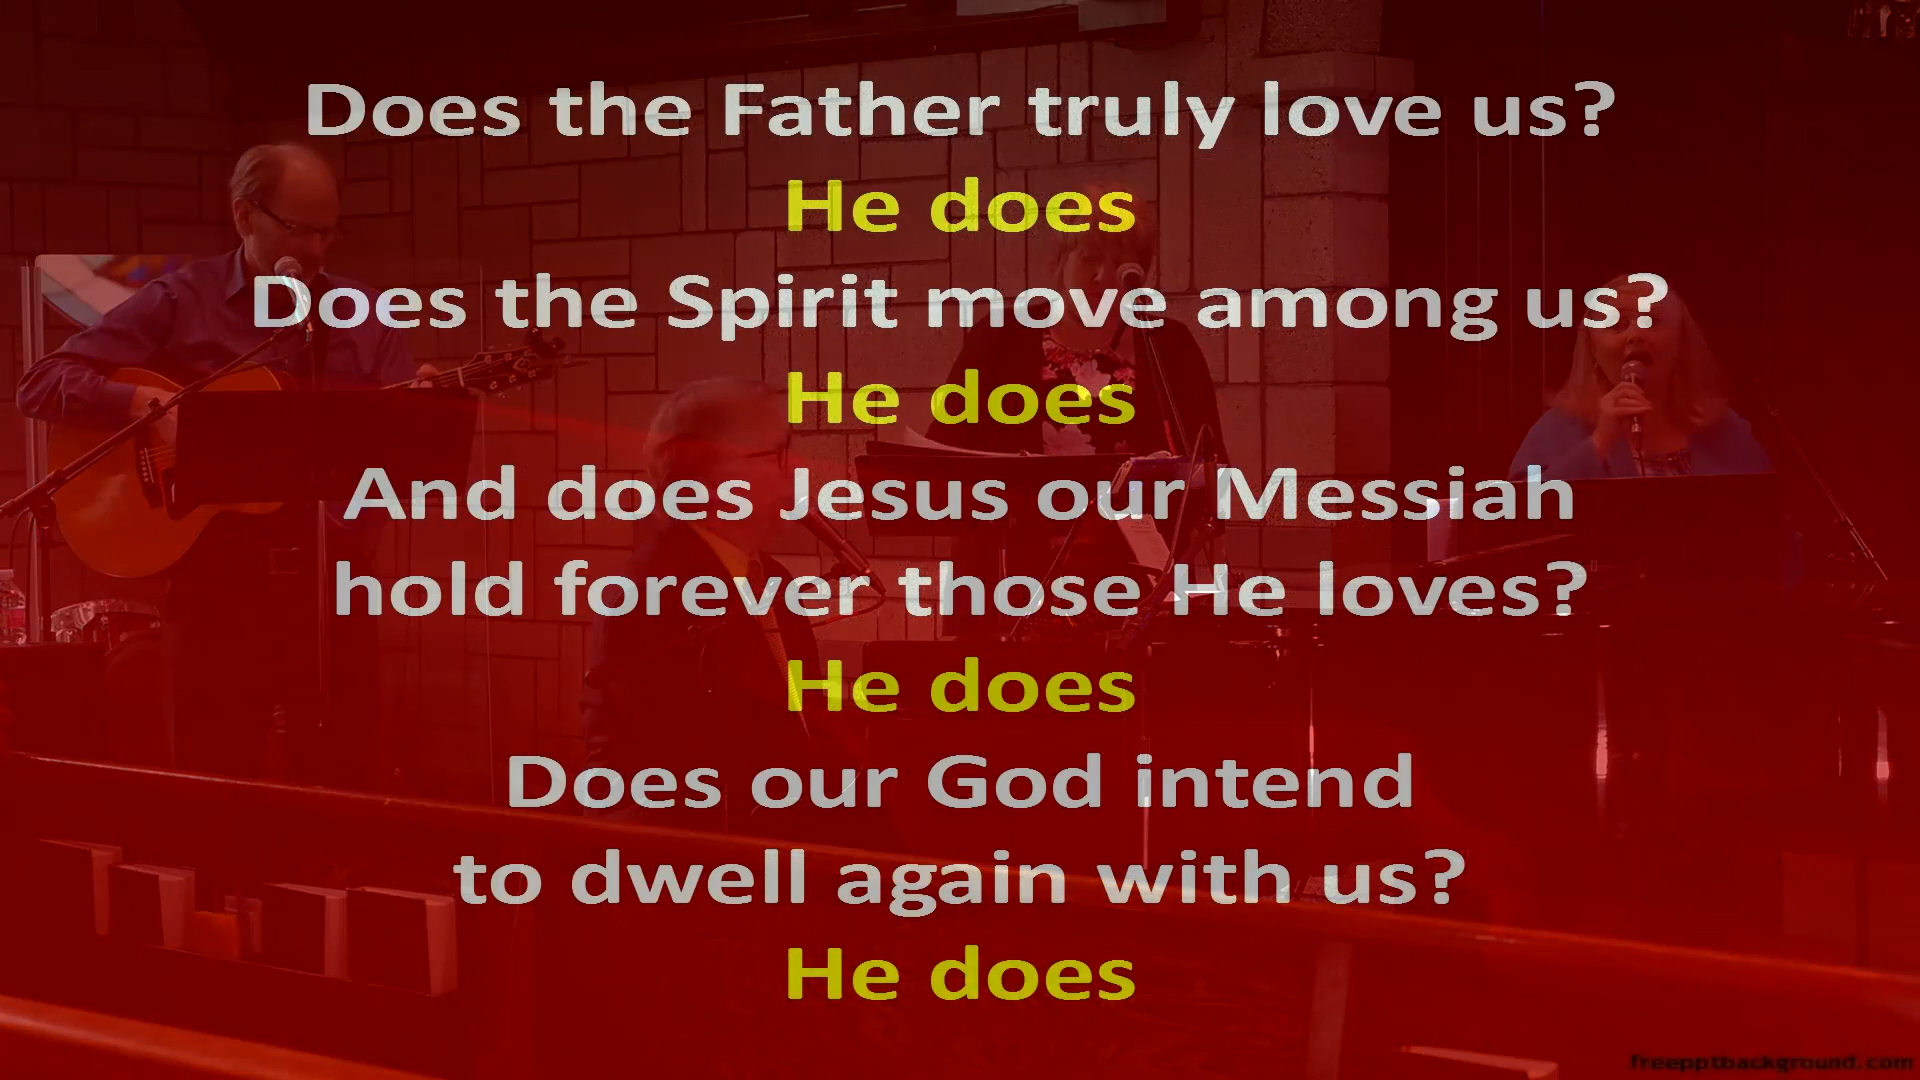 Does the Father truly love us?
He does
Does the Spirit move among us?
He does
And does Jesus our Messiah
hold forever those He loves?
He does
Does our God intend
to dwell again with us?
He does
freepptbackground.com